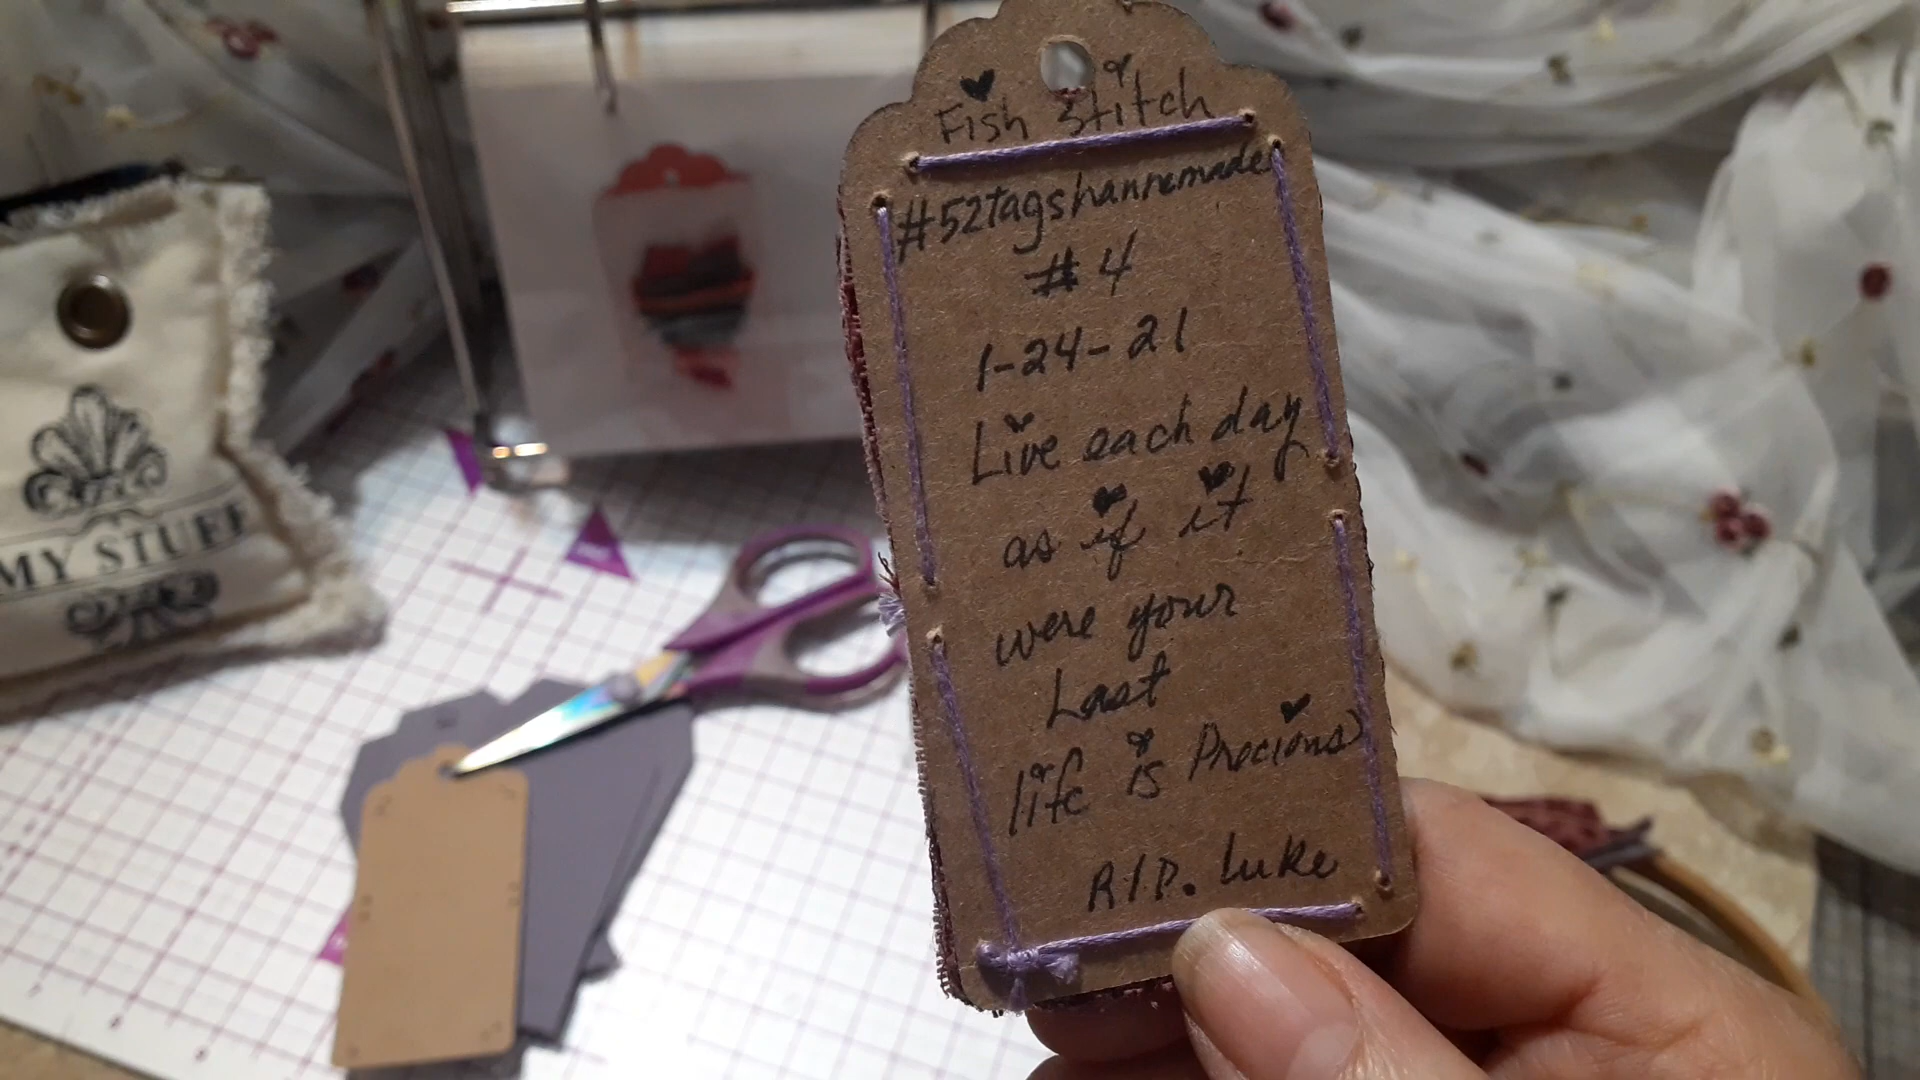 Fish Stitch
#52tagshannemade
# 4
1-24-21
Live each day
as if it
were your
Last
life is Precious
R.I.P. Luke
MY STUFF